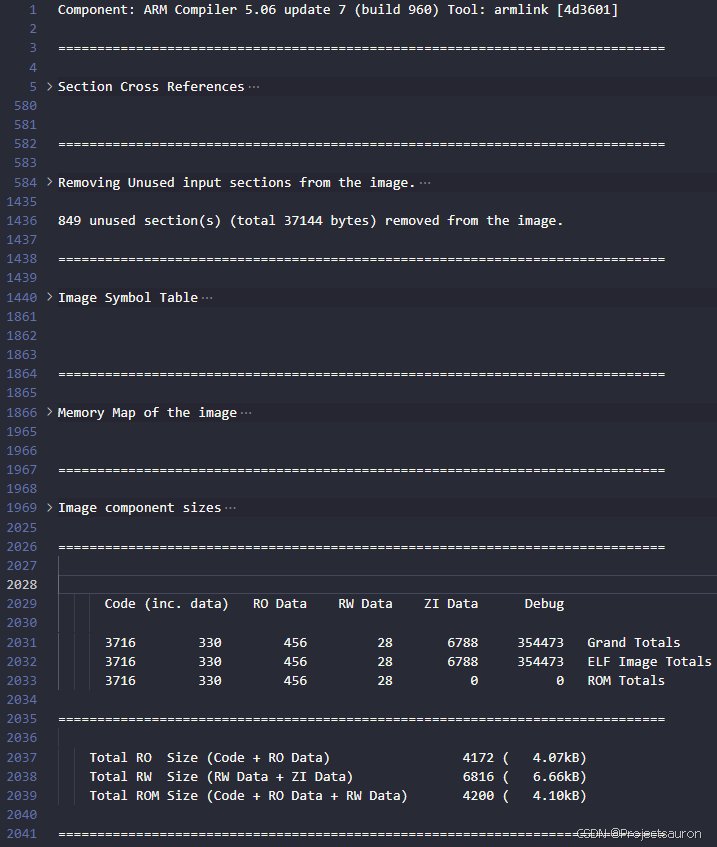 1 Component: ARM Compiler 5.06 update 7 (build 960) Tool: armlink [4d3601]
2
3 ==============================================================================
4
5 > Section Cross References ···
580
581
582 ==============================================================================
583
584 > Removing Unused input sections from the image. ···
1435
1436 849 unused section(s) (total 37144 bytes) removed from the image.
1437
1438 ==============================================================================
1439
1440 > Image Symbol Table ···
1861
1862
1863
1864 ==============================================================================
1865
1866 > Memory Map of the image ···
1965
1966
1967 ==============================================================================
1968
1969 > Image component sizes ···
2025
2026 ==============================================================================
2027
2028
2029 Code (inc. data) RO Data RW Data ZI Data Debug
2030
2031 3716 330 456 28 6788 354473 Grand Totals
2032 3716 330 456 28 6788 354473 ELF Image Totals
2033 3716 330 456 28 0 0 ROM Totals
2034
2035 ==============================================================================
2036
2037 Total RO Size (Code + RO Data) 4172 ( 4.07kB)
2038 Total RW Size (RW Data + ZI Data) 6816 ( 6.66kB)
2039 Total ROM Size (Code + RO Data + RW Data) 4200 ( 4.10kB)
2040
2041 ==============================================================================
CSDN @Projectsauron